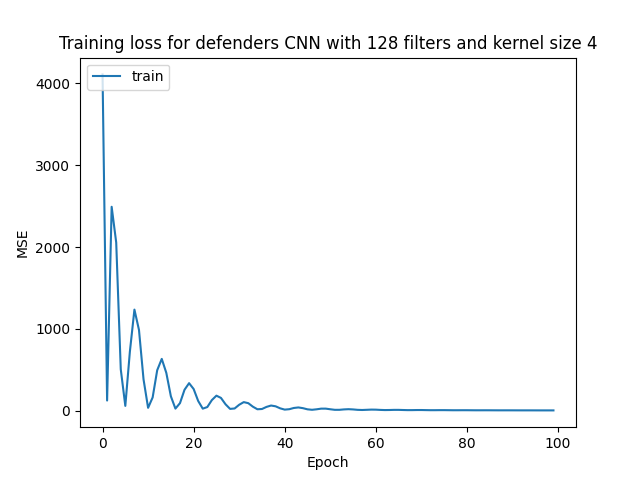 Training loss for defenders CNN with 128 filters and kernel size 4
train
4000
3000
2000
1000
0
MSE
0 20 40 60 80 100
Epoch